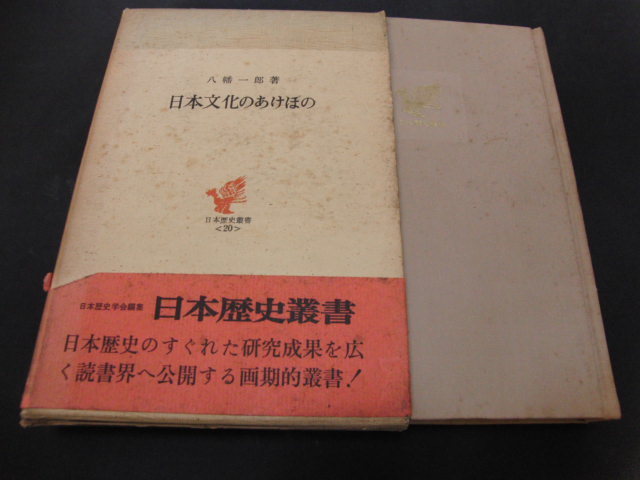 八幡一郎著
日本文化のあけぼの
日本歴史叢書
<20>
日本歴史学会編集 日本歴史叢書
日本歴史のすぐれた研究成果を広
く読書界へ公開する画期的叢書!